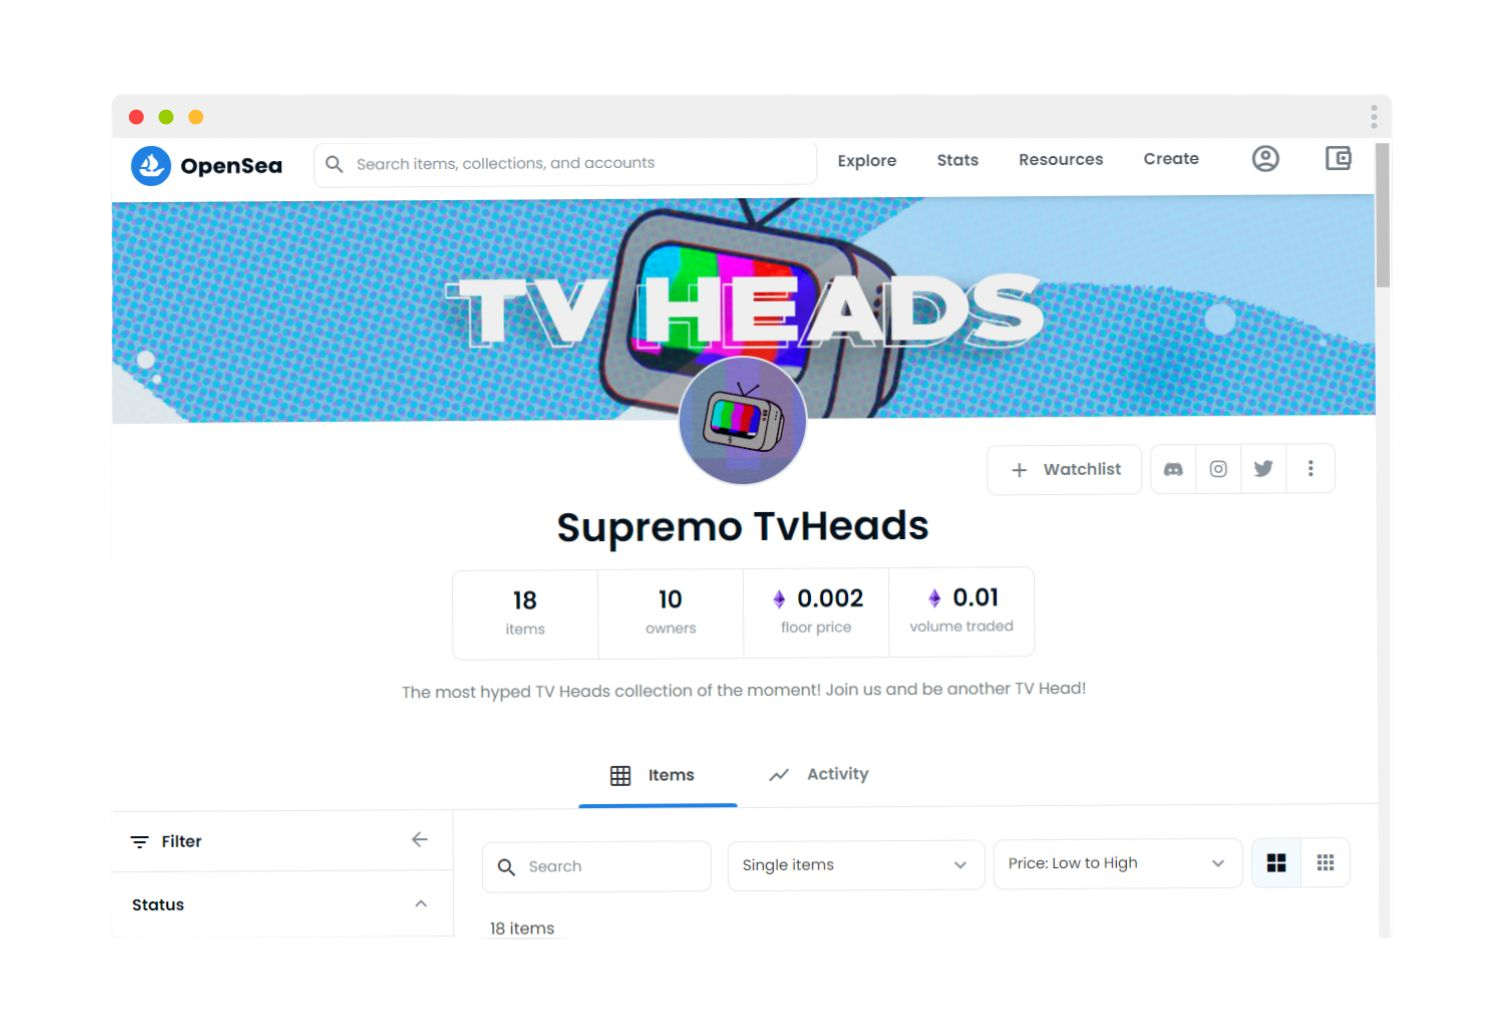 OpenSea
Search items, collections, and accounts
Explore
Stats
Resources
Create
TV HEADS
Watchlist
Supremo TvHeads
18
items
10
owners
0.002
floor price
0.01
volume traded
The most hyped TV Heads collection of the moment! Join us and be another TV Head!
Items
Activity
Filter
Search
Single items
Price: Low to High
Status
18 items